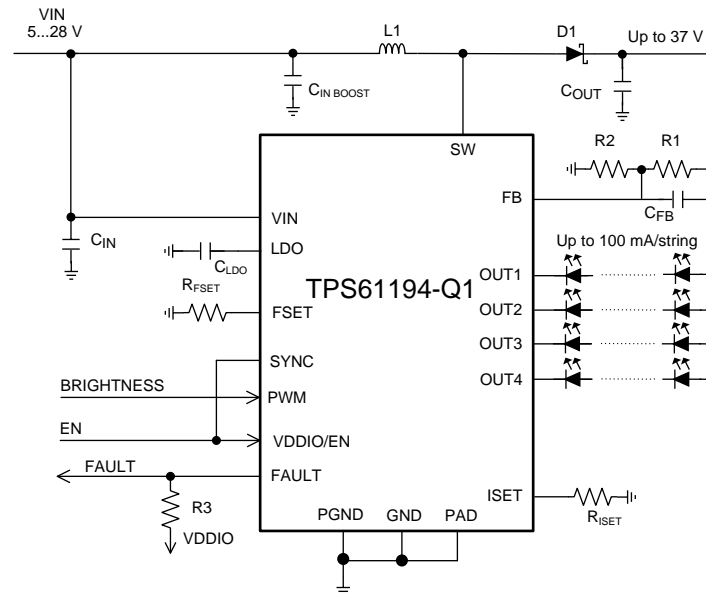 VIN
5...28 V
L1
D1
Up to 37 V
CIN BOOST
COUT
SW
R2
R1
FB
CFB
VIN
CIN
LDO
CLDO
Up to 100 mA/string
RFSET
TPS61194-Q1
OUT1
FSET
OUT2
OUT3
SYNC
OUT4
BRIGHTNESS
PWM
EN
VDDIO/EN
FAULT
FAULT
ISET
R3
RISET
PGND
GND
PAD
VDDIO